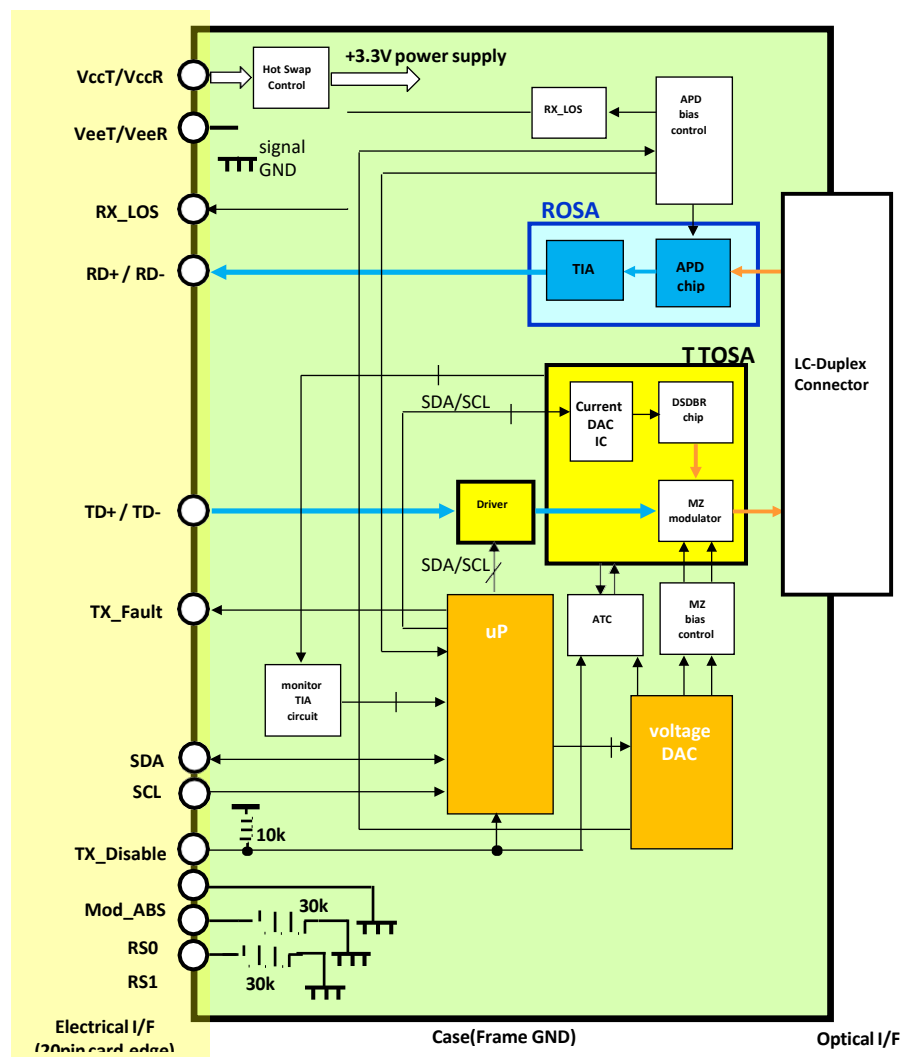 VccT/VccR
Hot Swap
Control
+3.3V power supply
VeeT/VeeR
signal
GND
RX_LOS
APD
bias
control
RX_LOS
ROSA
RD+ / RD-
TIA
APD
chip
LC-Duplex
Connector
T TOSA
SDA/SCL
Current
DAC
IC
DSDBR
chip
TD+ / TD-
Driver
MZ
modulator
SDA/SCL
TX_Fault
uP
ATC
MZ
bias
control
monitor
TIA
circuit
voltage
DAC
SDA
SCL
10k
TX_Disable
Mod_ABS
30k
RS0
30k
RS1
Electrical I/F
(20pin card edge)
Case(Frame GND)
Optical I/F